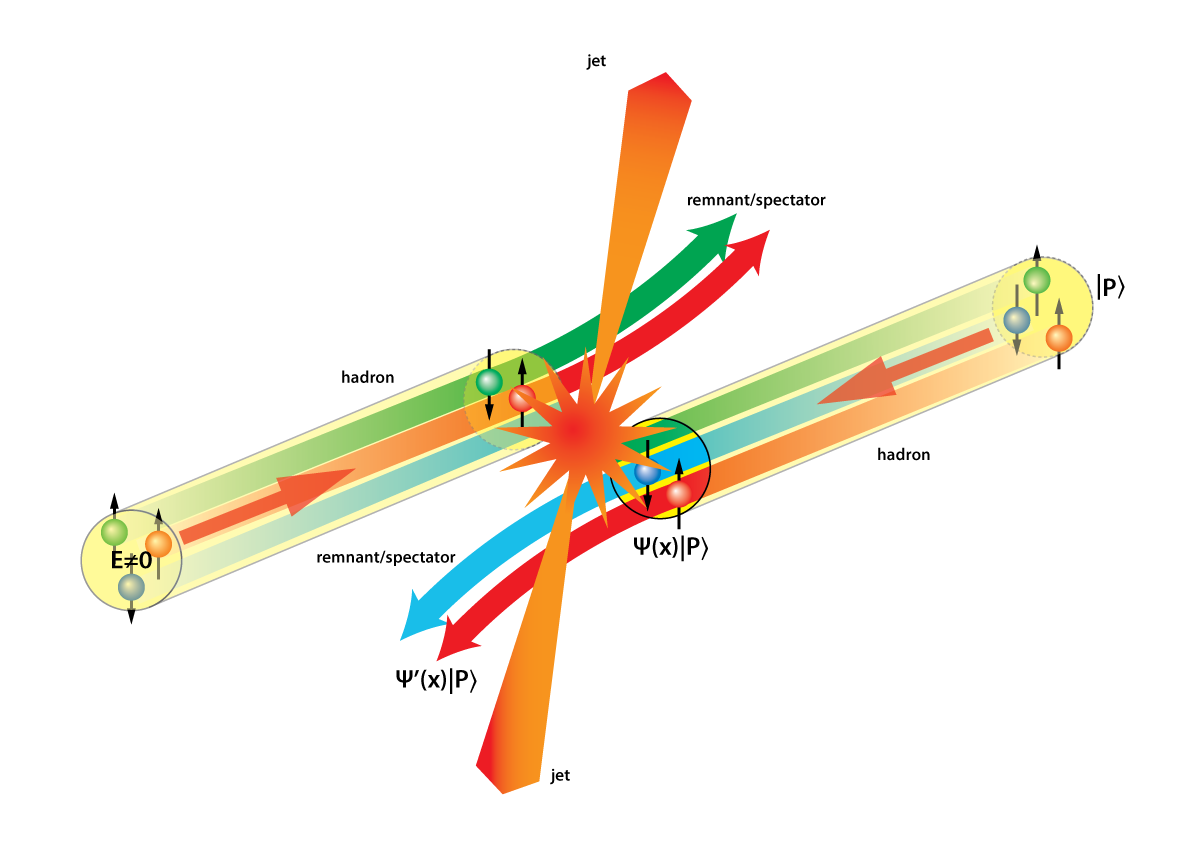 jet
remnant/spectator
|P⟩
hadron
hadron
Ψ(x)|P⟩
E≠0
remnant/spectator
Ψ′(x)|P⟩
jet